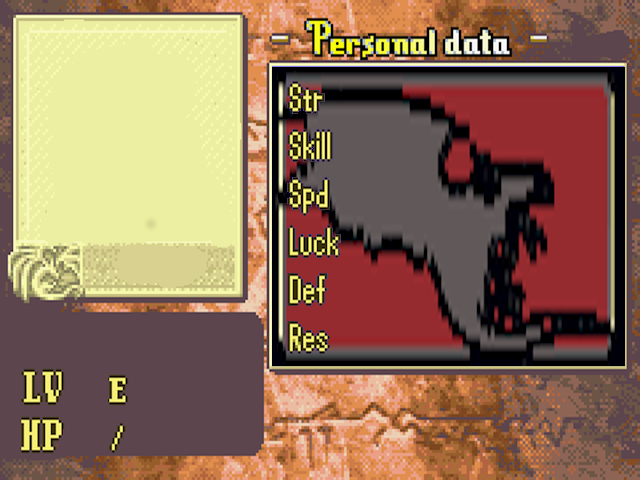 - Personal data -
Str
Skill
Spd
Luck
Def
Res
LV E
HP /